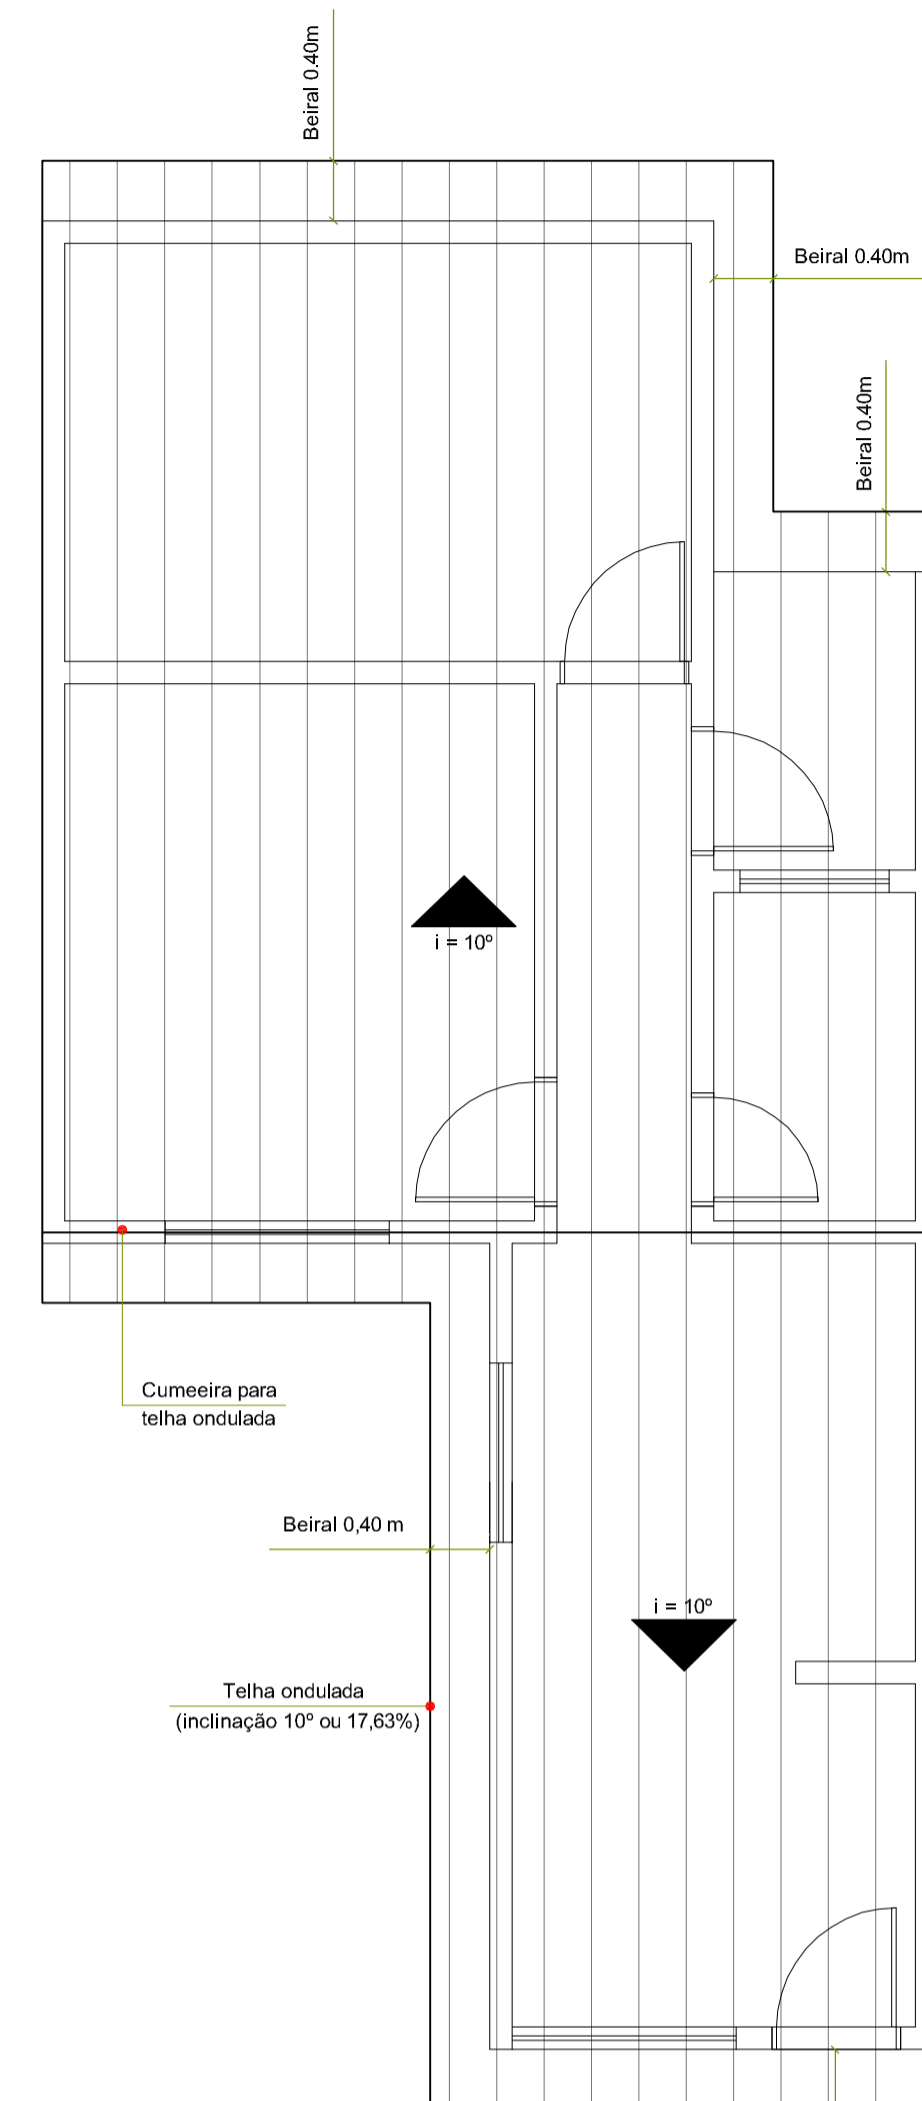 Beiral 0.40m
Beiral 0.40m
Beiral 0.40m
i = 10º
Cumeeira para
telha ondulada
Beiral 0,40 m
i = 10º
Telha ondulada
(inclinação 10º ou 17,63%)